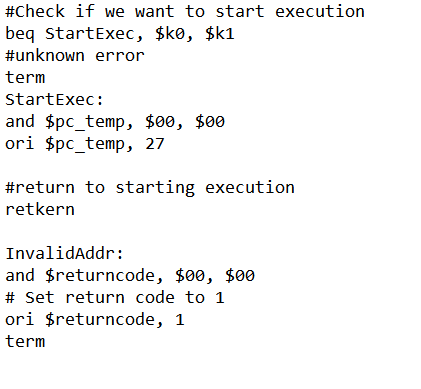 #Check if we want to start execution
beq StartExec, $k0, $k1
#unknown error
term
StartExec:
and $pc_temp, $00, $00
ori $pc_temp, 27
#return to starting execution
retkern
InvalidAddr:
and $returncode, $00, $00
# Set return code to 1
ori $returncode, 1
term